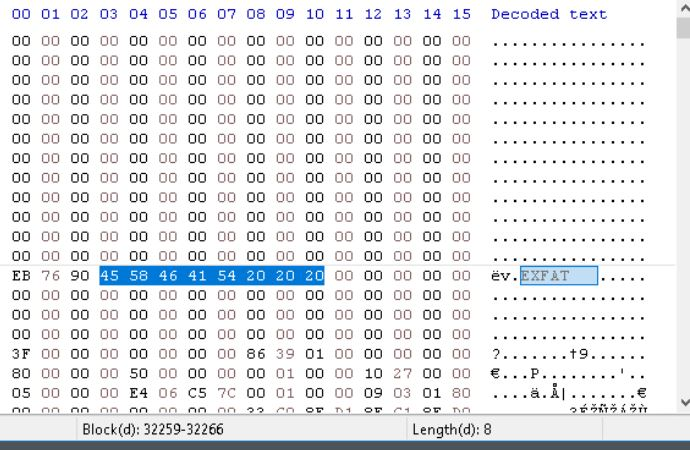 00 01 02 03 04 05 06 07 08 09 10 11 12 13 14 15 Decoded text
00 00 00 00 00 00 00 00 00 00 00 00 00 00 00 00 ................
00 00 00 00 00 00 00 00 00 00 00 00 00 00 00 00 ................
00 00 00 00 00 00 00 00 00 00 00 00 00 00 00 00 ................
00 00 00 00 00 00 00 00 00 00 00 00 00 00 00 00 ................
00 00 00 00 00 00 00 00 00 00 00 00 00 00 00 00 ................
00 00 00 00 00 00 00 00 00 00 00 00 00 00 00 00 ................
00 00 00 00 00 00 00 00 00 00 00 00 00 00 00 00 ................
00 00 00 00 00 00 00 00 00 00 00 00 00 00 00 00 ................
00 00 00 00 00 00 00 00 00 00 00 00 00 00 00 00 ................
00 00 00 00 00 00 00 00 00 00 00 00 00 00 00 00 ................
00 00 00 00 00 00 00 00 00 00 00 00 00 00 00 00 ................
00 00 00 00 00 00 00 00 00 00 00 00 00 00 00 00 ................
EB 76 90 45 58 46 41 54 20 20 20 00 00 00 00 00 ëv.EXFAT   .....
00 00 00 00 00 00 00 00 00 00 00 00 00 00 00 00 ................
00 00 00 00 00 00 00 00 00 00 00 00 00 00 00 00 ................
00 00 00 00 00 00 00 00 00 00 00 00 00 00 00 00 ................
3F 00 00 00 00 00 00 00 86 39 01 00 00 00 00 00 ?.......†9......
80 00 00 00 50 00 00 00 00 00 01 00 00 10 27 00 00 €...P........'..
05 00 00 00 E4 06 C5 7C 00 01 00 00 09 03 01 80 ....ä.Å|.......€
Block(d): 32259-32266 Length(d): 8